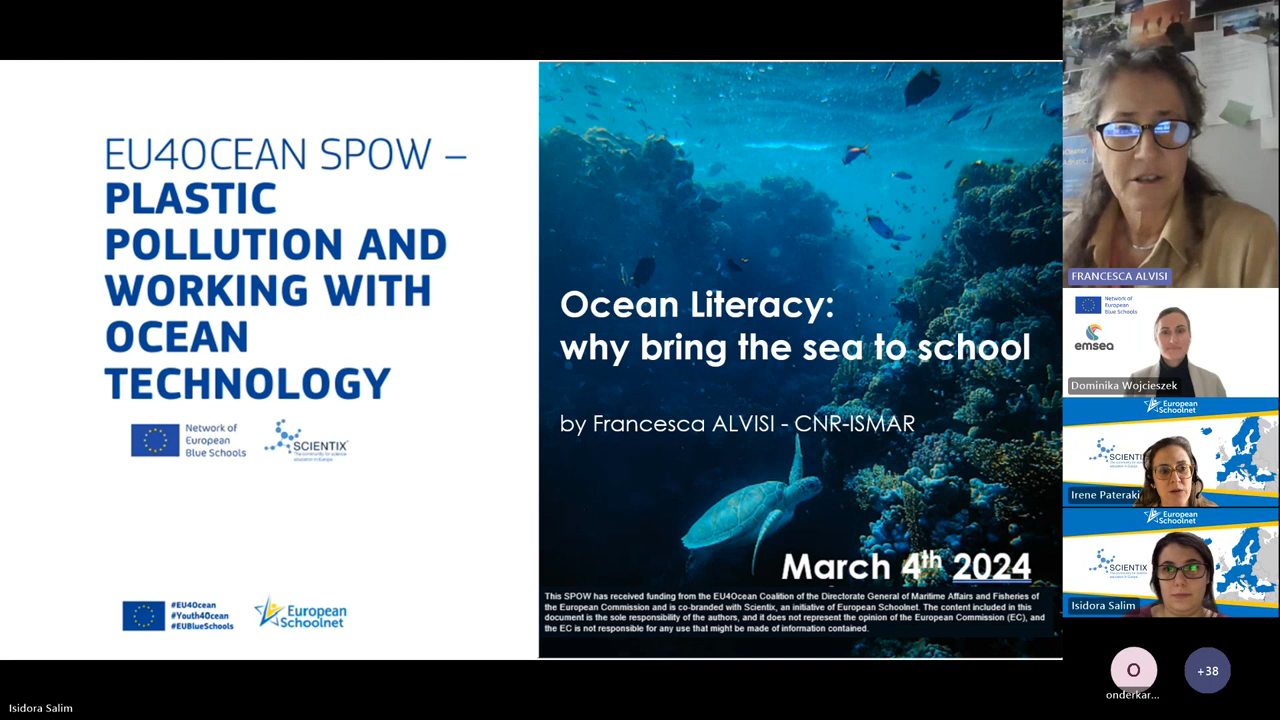 EU4OCEAN SPOW –
PLASTIC
POLLUTION AND
WORKING WITH
OCEAN
TECHNOLOGY
Network of
European
Blue Schools
SCIENTIX
The community for science
education in Europe
#EU4Ocean
#Youth4Ocean
#EUBlueSchools
European
Schoolnet
Ocean Literacy:
why bring the sea to school
by Francesca ALVISI - CNR-ISMAR
March 4th 2024
This SPOW has received funding from the EU4Ocean Coalition of the Directorate General of Maritime Affairs and Fisheries of
the European Commission and is co-branded with Scientix, an initiative of European Schoolnet. The content included in this
document is the sole responsibility of the authors, and it does not represent the opinion of the European Commission (EC), and
the EC is not responsible for any use that might be made of information contained.
FRANCESCA ALVISI
Network of
European
Blue Schools
emsea
Dominika Wojcieszek
European
Schoolnet
SCIENTIX
Irene Pateraki
European
Schoolnet
SCIENTIX
Isidora Salim
O
onderkar...
+38
Isidora Salim